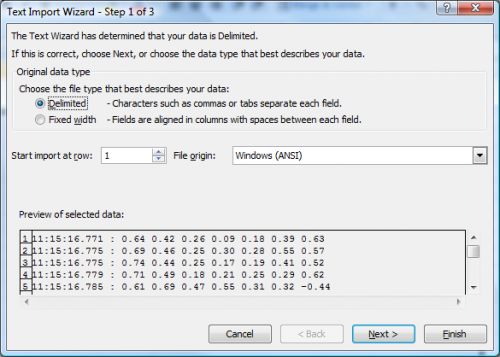 Text Import Wizard - Step 1 of 3
The Text Wizard has determined that your data is Delimited.
If this is correct, choose Next, or choose the data type that best describes your data.
Original data type
Choose the file type that best describes your data:
Delimited - Characters such as commas or tabs separate each field.
Fixed width - Fields are aligned in columns with spaces between each field.
Start import at row: 1 File origin: Windows (ANSI)
Preview of selected data:
1 11:15:16.771 : 0.64 0.42 0.26 0.09 0.18 0.39 0.63
2 11:15:16.775 : 0.69 0.46 0.25 0.30 0.28 0.55 0.57
3 11:15:16.775 : 0.74 0.44 0.25 0.17 0.19 0.41 0.52
4 11:15:16.779 : 0.71 0.49 0.18 0.21 0.25 0.29 0.62
5 11:15:16.785 : 0.61 0.69 0.47 0.55 0.31 0.32 -0.44
Cancel < Back Next > Finish